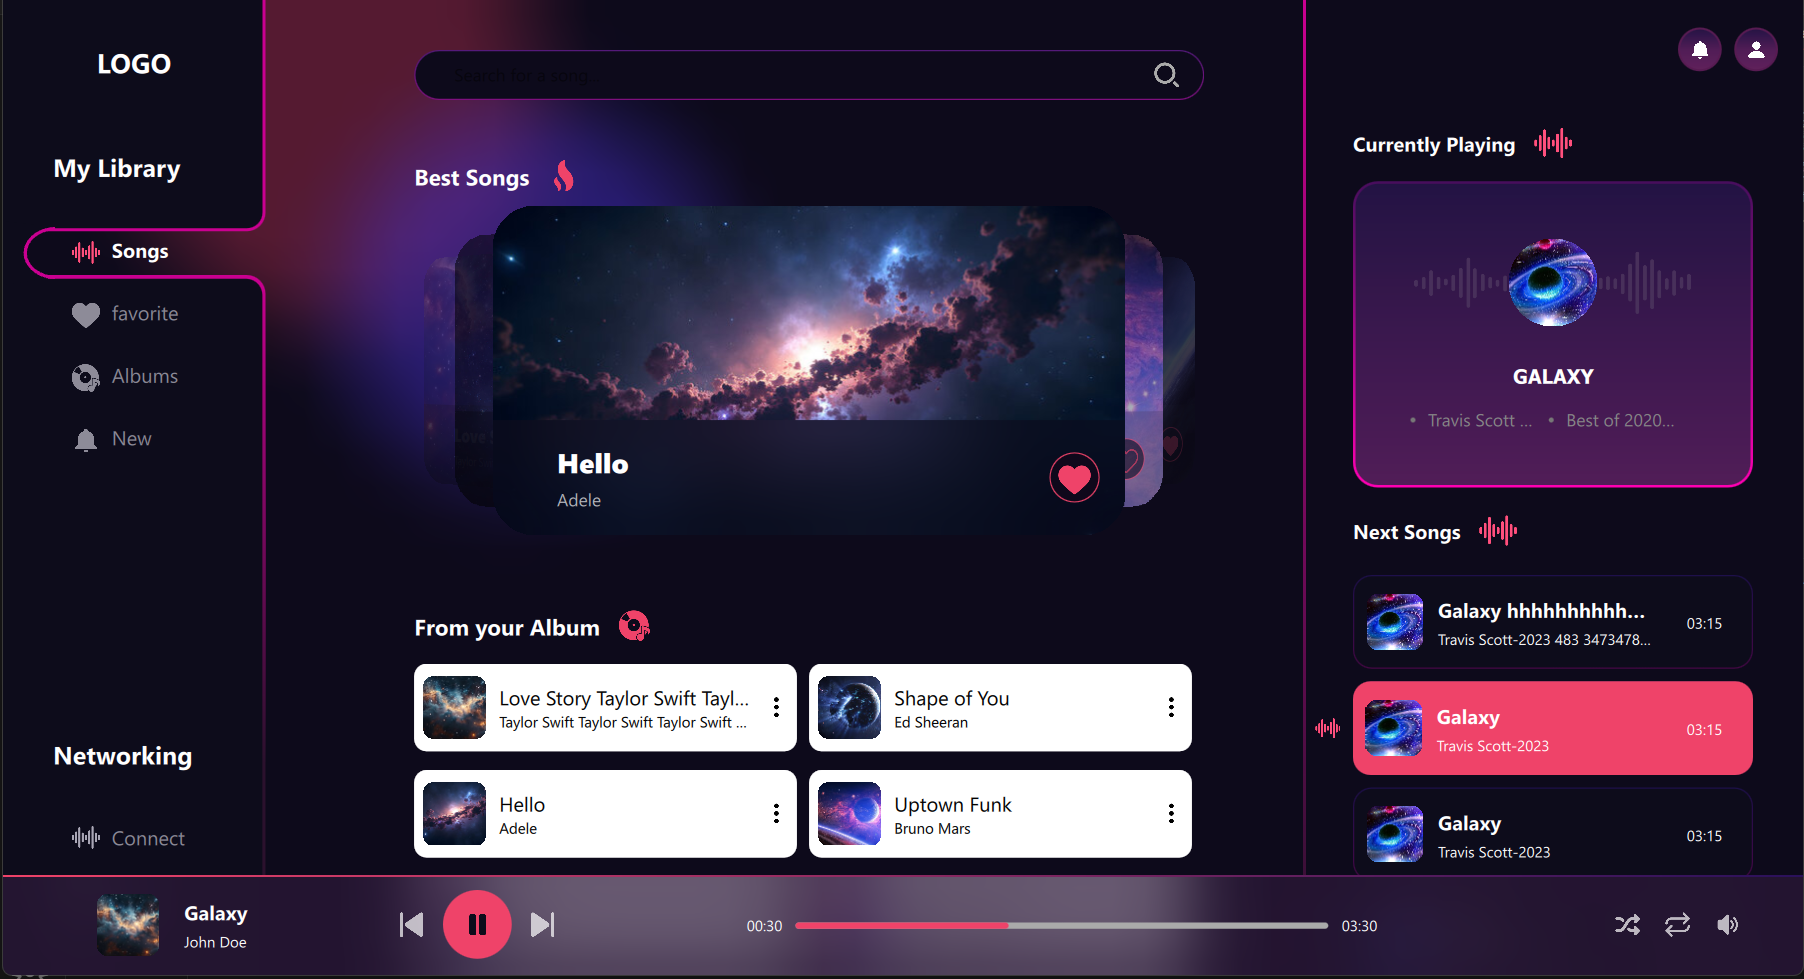 LOGO
My Library
Songs
favorite
Albums
New
Networking
Connect
Search for a song...
Best Songs
Love S
Hello
Adele
From your Album
Love Story Taylor Swift Tayl...
Taylor Swift Taylor Swift Taylor Swift ...
Shape of You
Ed Sheeran
Hello
Adele
Uptown Funk
Bruno Mars
Currently Playing
GALAXY
• Travis Scott ... • Best of 2020...
Next Songs
Galaxy hhhhhhhhhh...
Travis Scott-2023 483 3473478...
03:15
Galaxy
Travis Scott-2023
03:15
Galaxy
Travis Scott-2023
03:15
Galaxy
John Doe
00:30
03:30